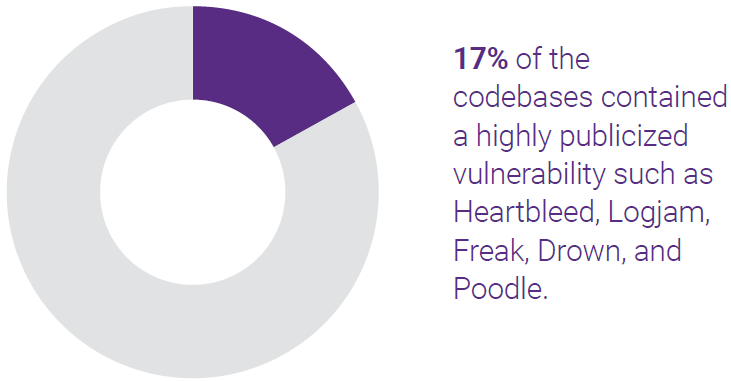 17% of the
codebases contained
a highly publicized
vulnerability such as
Heartbleed, Logjam,
Freak, Drown, and
Poodle.